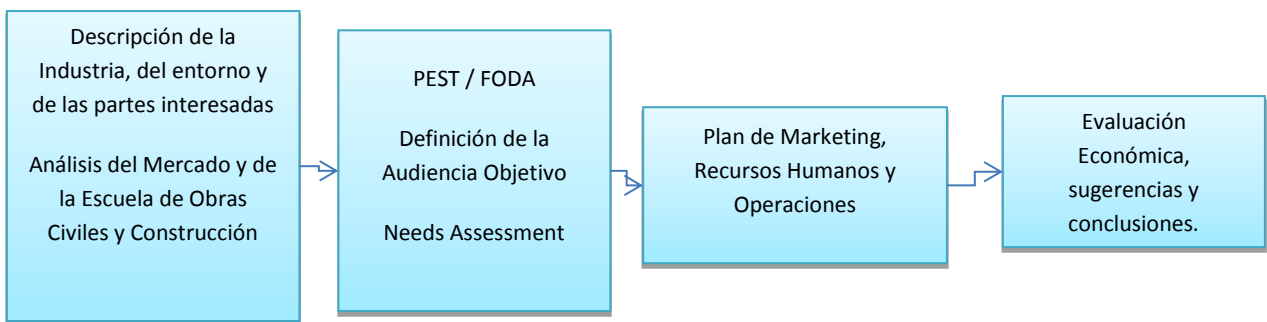 Descripción de la
Industria, del entorno y
de las partes interesadas
Análisis del Mercado y de
la Escuela de Obras
Civiles y Construcción
PEST / FODA
Definición de la
Audiencia Objetivo
Needs Assessment
Plan de Marketing,
Recursos Humanos y
Operaciones
Evaluación
Económica,
sugerencias y
conclusiones.